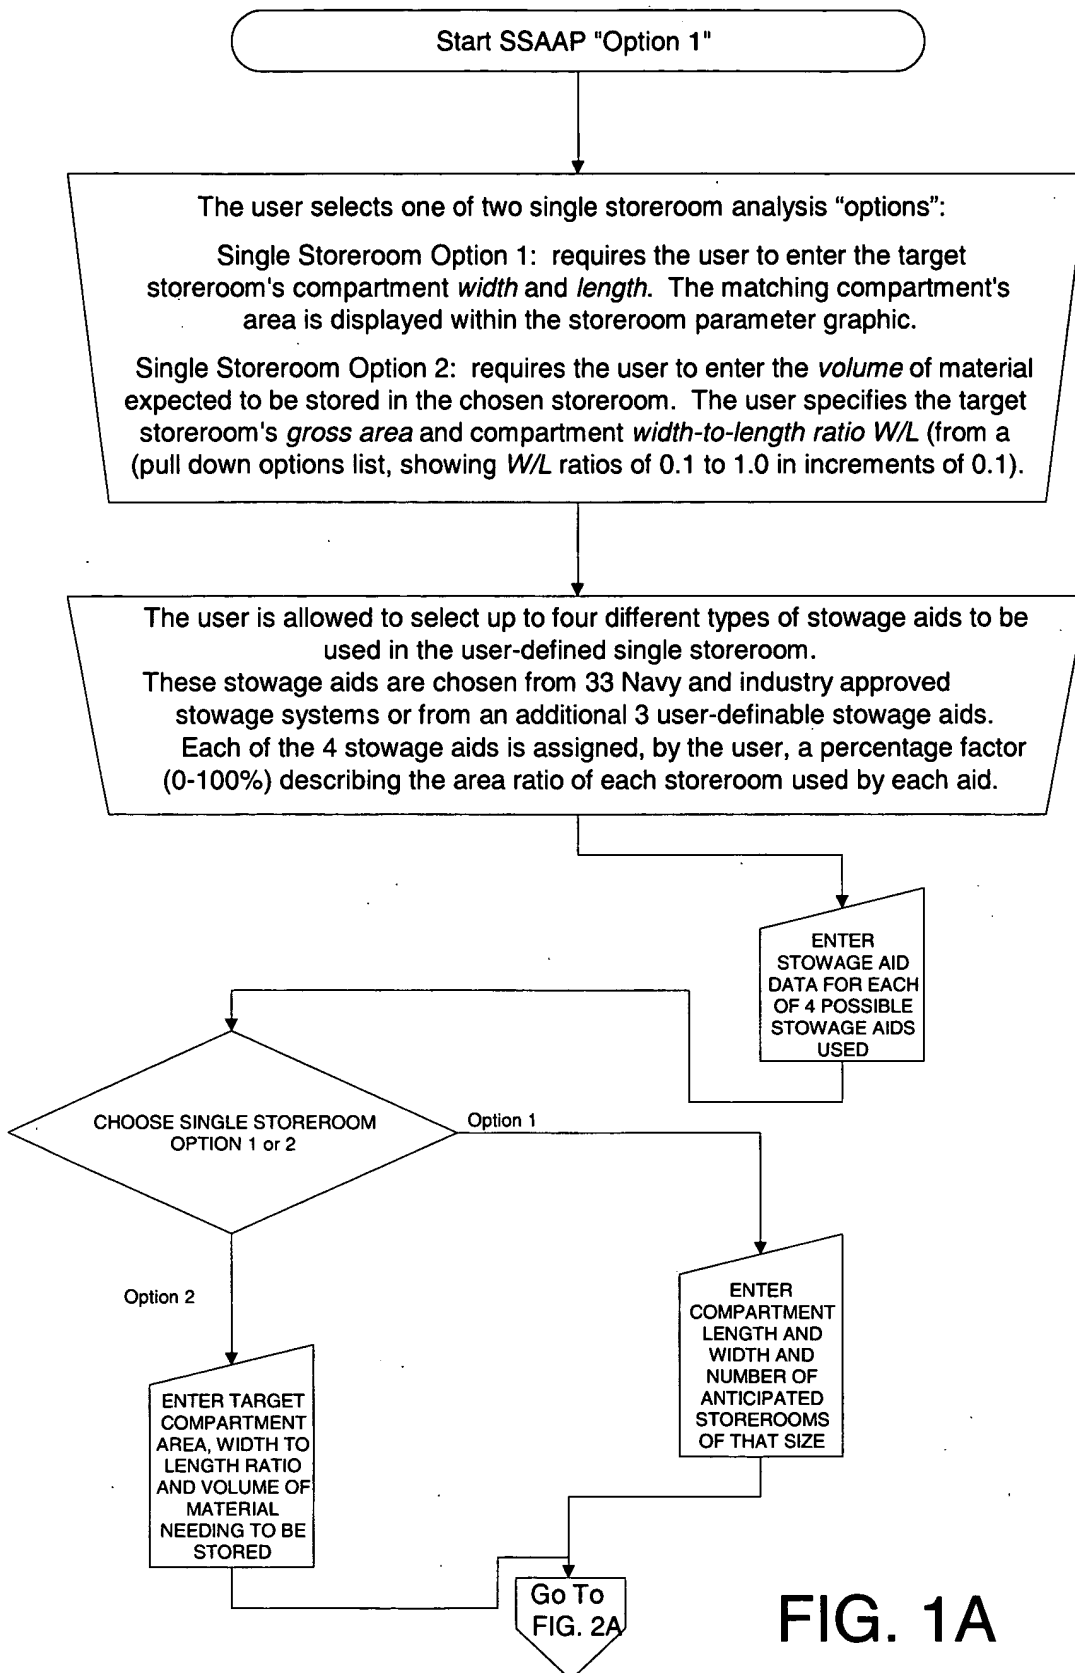 Start SSAAP "Option 1"
The user selects one of two single storeroom analysis “options”:
Single Storeroom Option 1: requires the user to enter the target
storeroom's compartment width and length. The matching compartment's
area is displayed within the storeroom parameter graphic.
Single Storeroom Option 2: requires the user to enter the volume of material
expected to be stored in the chosen storeroom. The user specifies the target
storeroom's gross area and compartment width-to-length ratio W/L (from a
(pull down options list, showing W/L ratios of 0.1 to 1.0 in increments of 0.1).
The user is allowed to select up to four different types of stowage aids to be
used in the user-defined single storeroom.
These stowage aids are chosen from 33 Navy and industry approved
stowage systems or from an additional 3 user-definable stowage aids.
Each of the 4 stowage aids is assigned, by the user, a percentage factor
(0-100%) describing the area ratio of each storeroom used by each aid.
ENTER
STOWAGE AID
DATA FOR EACH
OF 4 POSSIBLE
STOWAGE AIDS
USED
CHOOSE SINGLE STOREROOM
OPTION 1 or 2
Option 1
Option 2
ENTER
COMPARTMENT
LENGTH AND
WIDTH AND
NUMBER OF
ANTICIPATED
STOREROOMS
OF THAT SIZE
ENTER TARGET
COMPARTMENT
AREA, WIDTH TO
LENGTH RATIO
AND VOLUME OF
MATERIAL
NEEDING TO BE
STORED
Go To
FIG. 2A
FIG. 1A